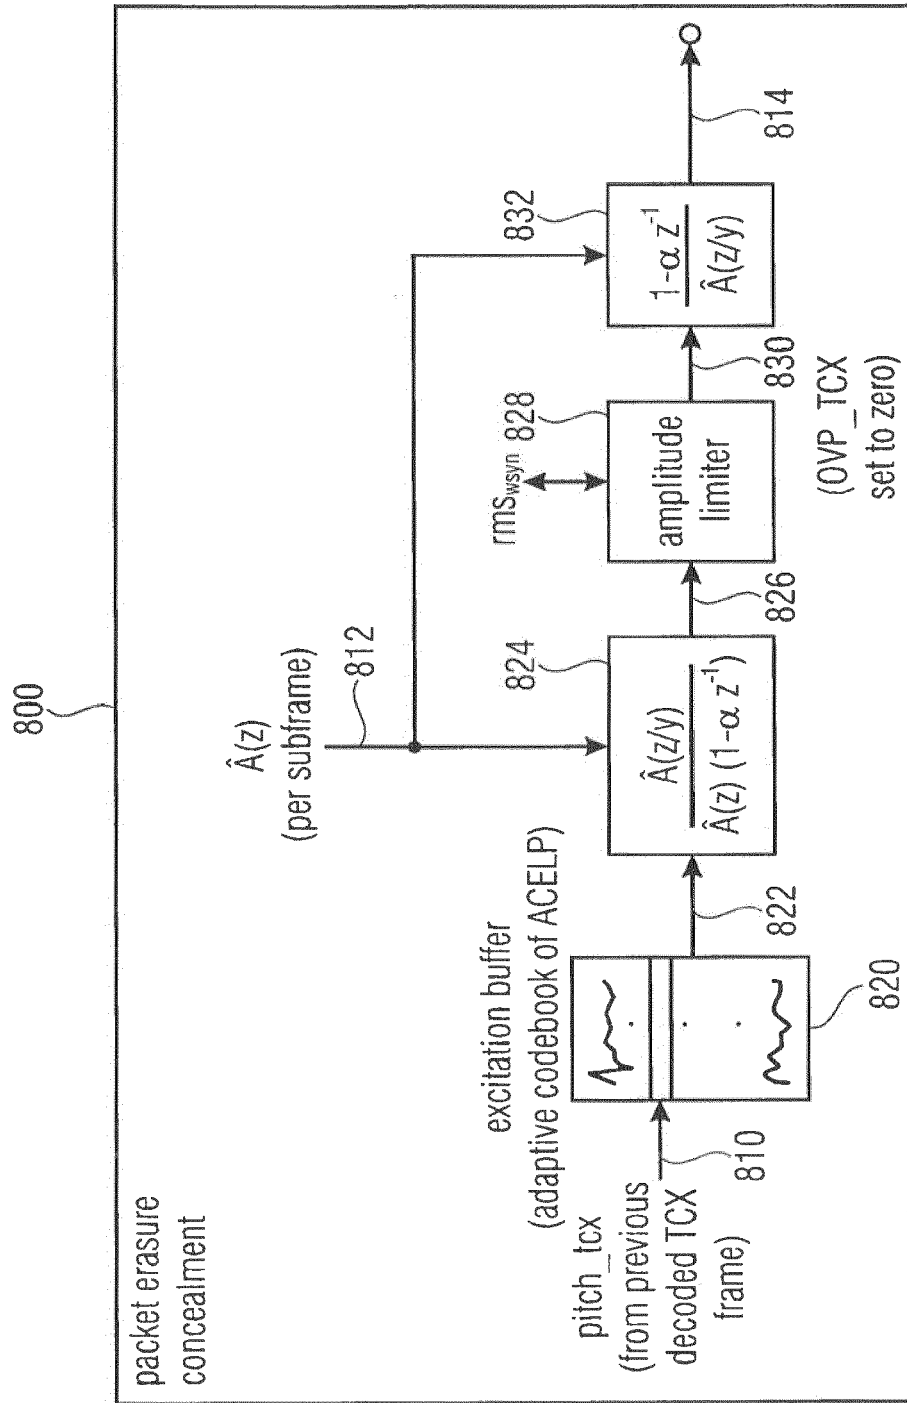 800
packet erasure
concealment
Â(z)
(per subframe)
812
excitation buffer
(adaptive codebook of ACELP)
pitch_tcx
(from previous
decoded TCX
frame)
810
820
822
824
Â(z/y)
Â(z) (1-α z⁻¹)
826
rms_wsyn
828
amplitude
limiter
830
(OVP_TCX
set to zero)
832
1-α z⁻¹
Â(z/y)
814